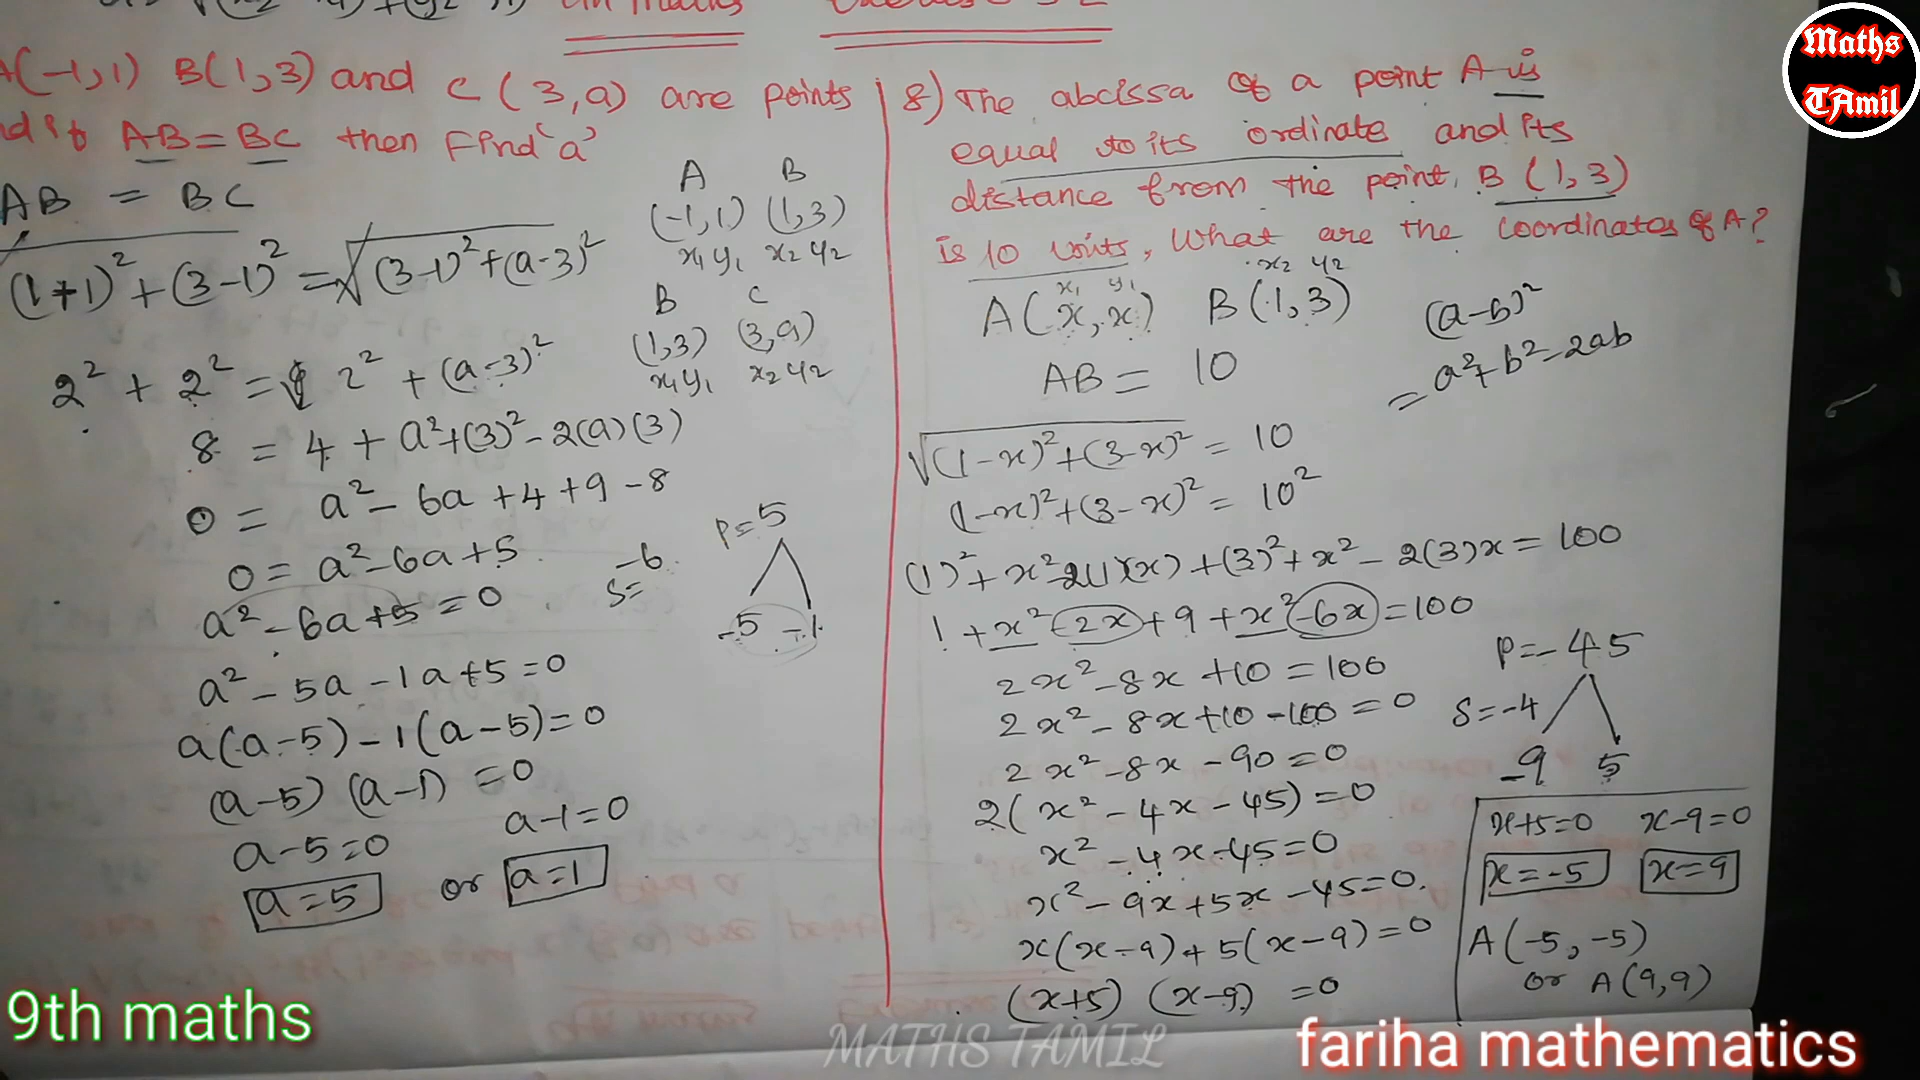 in maths
A(-1,1) B(1,3) and C(3,a) are points
and if AB=BC then Find 'a'
AB = BC
(1+1)²+(3-1)² = √(3-1)²+(a-3)²
2² + 2² = 2² + (a-3)²
8 = 4 + a²+(3)²-2(a)(3)
0 = a²-6a+4+9-8
0 = a²-6a+5
a²-6a+5=0
a²-5a-1a+5=0
a(a-5)-1(a-5)=0
(a-5) (a-1) =0
a-5=0 a-1=0
a=5 or a=1
A B
(-1,1) (1,3)
x1 y1 x2 y2
B C
(1,3) (3,a)
x1 y1 x2 y2
P=5
S= -6
-5 -1
8) The abcissa of a point A is
equal to its ordinate and its
distance from the point, B (1,3)
is 10 units, What are the coordinates of A?
x1 y1 x2 y2
A(x,x) B(1,3)
AB = 10
(a-b)²
= a²+b²-2ab
√(1-x)²+(3-x)² = 10
(1-x)²+(3-x)² = 10²
(1)²+x²-2(1)(x)+(3)²+x²-2(3)x=100
1+x²-2x+9+x²-6x=100
2x²-8x+10=100
2x²-8x+10-100=0
2x²-8x-90=0
2(x²-4x-45)=0
x²-4x-45=0
x²-9x+5x-45=0
x(x-9)+5(x-9)=0
(x+5) (x-9) =0
P=-45
S=-4
-9 5
x+5=0 x-9=0
x=-5 x=9
A(-5,-5)
or A(9,9)
Maths
TAmil
9th maths
MATHS TAMIL
fariha mathematics